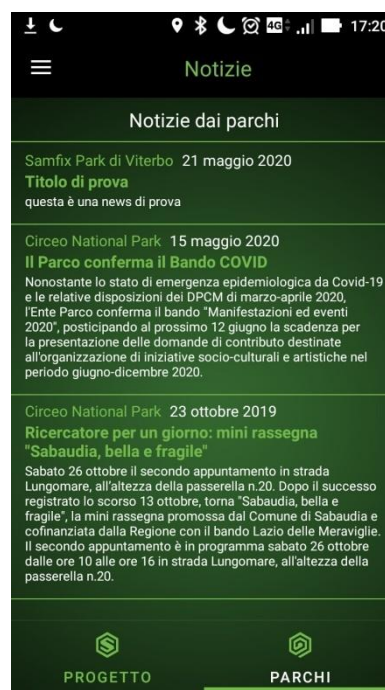 4G 17:20
Notizie
Notizie dai parchi
Samfix Park di Viterbo 21 maggio 2020
Titolo di prova
questa è una news di prova
Circeo National Park 15 maggio 2020
Il Parco conferma il Bando COVID
Nonostante lo stato di emergenza epidemiologica da Covid-19
e le relative disposizioni dei DPCM di marzo-aprile 2020,
l'Ente Parco conferma il bando "Manifestazioni ed eventi
2020", posticipando al prossimo 12 giugno la scadenza per
la presentazione delle domande di contributo destinate
all'organizzazione di iniziative socio-culturali e artistiche nel
periodo giugno-dicembre 2020.
Circeo National Park 23 ottobre 2019
Ricercatore per un giorno: mini rassegna
"Sabaudia, bella e fragile"
Sabato 26 ottobre il secondo appuntamento in strada
Lungomare, all'altezza della passerella n.20. Dopo il successo
registrato lo scorso 13 ottobre, torna "Sabaudia, bella e
fragile", la mini rassegna promossa dal Comune di Sabaudia e
cofinanziata dalla Regione con il bando Lazio delle Meraviglie.
Il secondo appuntamento è in programma sabato 26 ottobre
dalle ore 10 alle ore 16 in strada Lungomare, all'altezza della
passerella n.20.
PROGETTO PARCHI